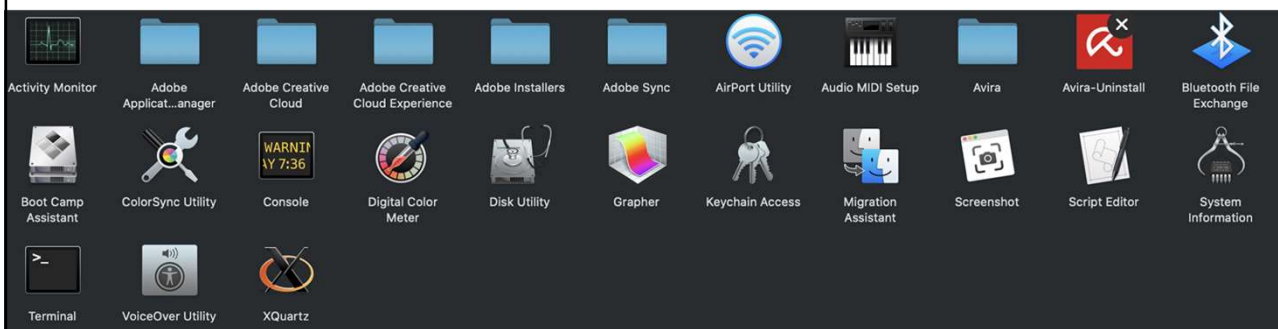 Activity Monitor
Adobe
Applicat...anager
Adobe Creative
Cloud
Adobe Creative
Cloud Experience
Adobe Installers
Adobe Sync
AirPort Utility
Audio MIDI Setup
Avira
Avira-Uninstall
Bluetooth File
Exchange
WARNIN
AY 7:36
Boot Camp
Assistant
ColorSync Utility
Console
Digital Color
Meter
Disk Utility
Grapher
Keychain Access
Migration
Assistant
Screenshot
Script Editor
System
Information
>_
Terminal
VoiceOver Utility
XQuartz